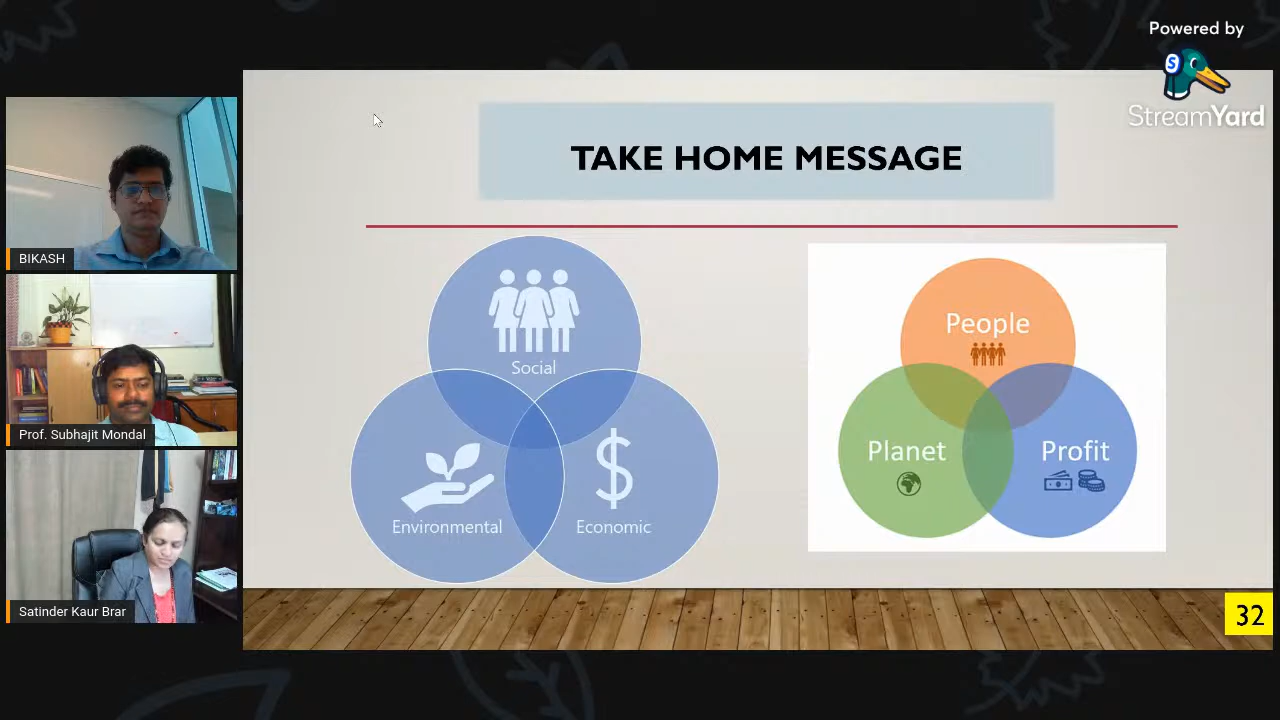 Powered by
S
StreamYard
TAKE HOME MESSAGE
BIKASH
Prof. Subhajit Mondal
Satinder Kaur Brar
Social
Environmental
$
Economic
People
Planet
Profit
32